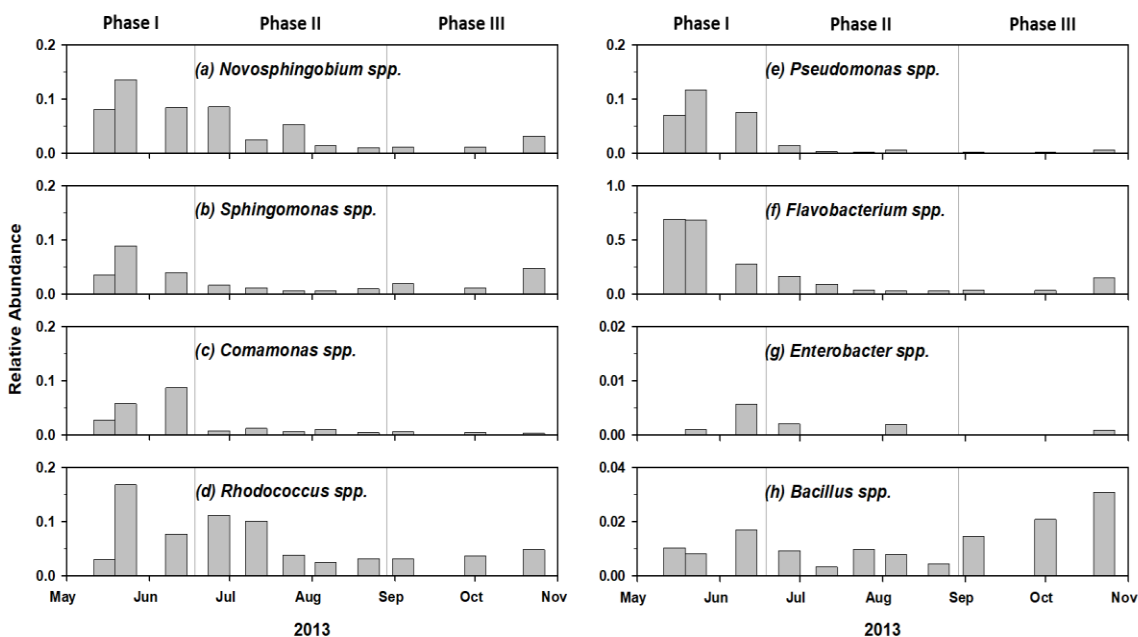 Phase I Phase II Phase III
Relative Abundance
0.2
0.1
0.0
(a) Novosphingobium spp.
0.2
0.1
0.0
(b) Sphingomonas spp.
0.2
0.1
0.0
(c) Comamonas spp.
0.2
0.1
0.0
(d) Rhodococcus spp.
May Jun Jul Aug Sep Oct Nov
2013
Phase I Phase II Phase III
0.2
0.1
0.0
(e) Pseudomonas spp.
1.0
0.5
0.0
(f) Flavobacterium spp.
0.02
0.01
0.00
(g) Enterobacter spp.
0.04
0.02
0.00
(h) Bacillus spp.
May Jun Jul Aug Sep Oct Nov
2013